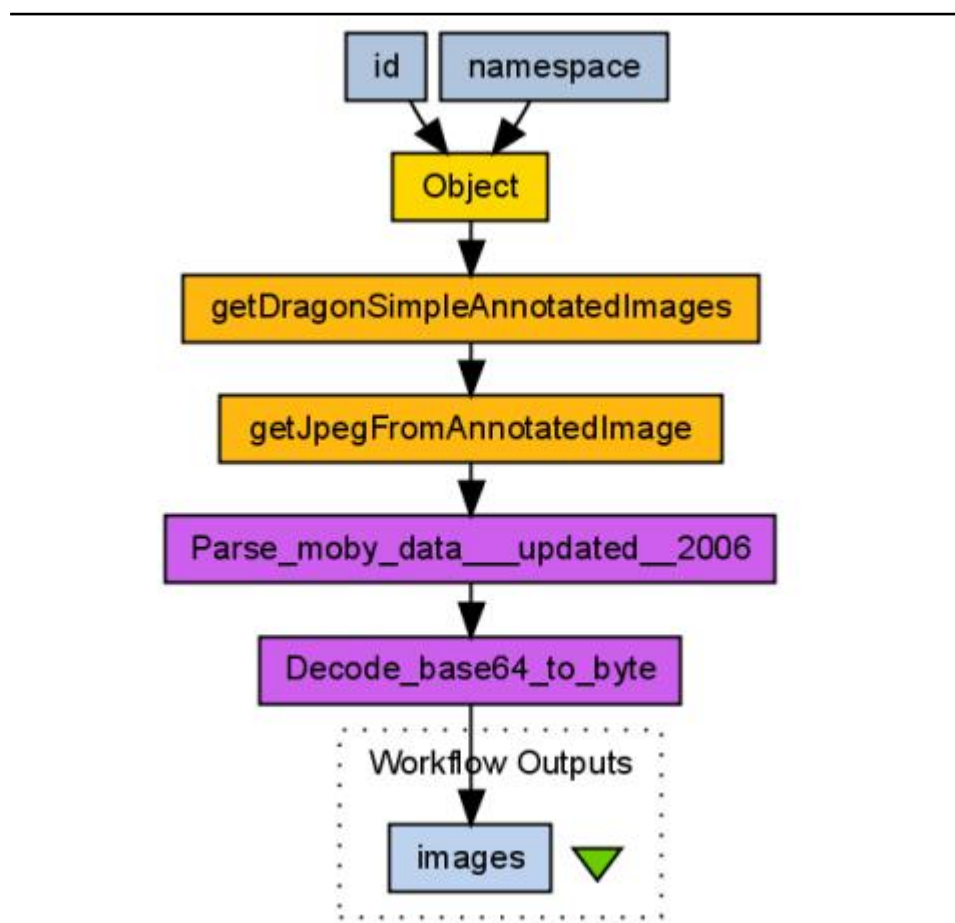 id
namespace
Object
getDragonSimpleAnnotatedImages
getJpegFromAnnotatedImage
Parse_moby_data___updated__2006
Decode_base64_to_byte
Workflow Outputs
images